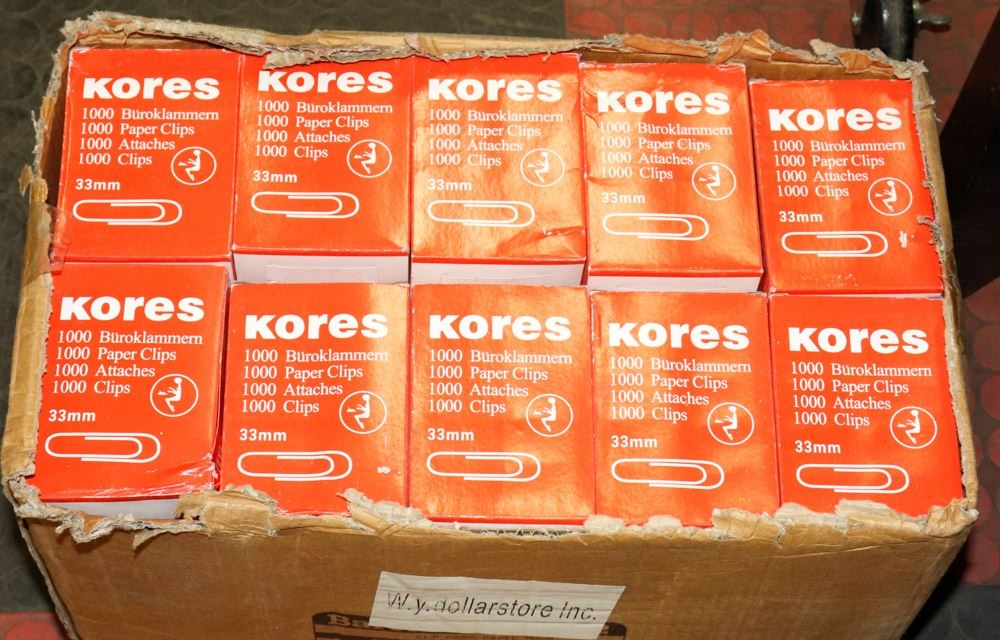 Kores
1000 Büroklammern
1000 Paper Clips
1000 Attaches
1000 Clips
33mm
Kores
1000 Büroklammern
1000 Paper Clips
1000 Attaches
1000 Clips
33mm
Kores
1000 Büroklammern
1000 Paper Clips
1000 Attaches
1000 Clips
33mm
Kores
1000 Büroklammern
1000 Paper Clips
1000 Attaches
1000 Clips
33mm
Kores
1000 Büroklammern
1000 Paper Clips
1000 Attaches
1000 Clips
33mm
Kores
1000 Büroklammern
1000 Paper Clips
1000 Attaches
1000 Clips
33mm
Kores
1000 Büroklammern
1000 Paper Clips
1000 Attaches
1000 Clips
33mm
Kores
1000 Büroklammern
1000 Paper Clips
1000 Attaches
1000 Clips
33mm
Kores
1000 Büroklammern
1000 Paper Clips
1000 Attaches
1000 Clips
33mm
Kores
1000 Büroklammern
1000 Paper Clips
1000 Attaches
1000 Clips
33mm
W.y.dollarstore Inc.